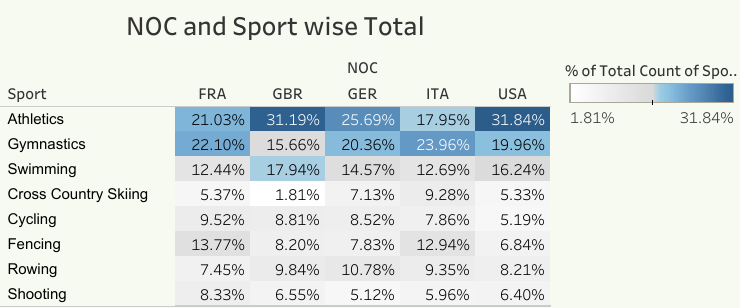 NOC and Sport wise Total
NOC
% of Total Count of Spo..
Sport FRA GBR GER ITA USA
1.81% 31.84%
Athletics 21.03% 31.19% 25.69% 17.95% 31.84%
Gymnastics 22.10% 15.66% 20.36% 23.96% 19.96%
Swimming 12.44% 17.94% 14.57% 12.69% 16.24%
Cross Country Skiing 5.37% 1.81% 7.13% 9.28% 5.33%
Cycling 9.52% 8.81% 8.52% 7.86% 5.19%
Fencing 13.77% 8.20% 7.83% 12.94% 6.84%
Rowing 7.45% 9.84% 10.78% 9.35% 8.21%
Shooting 8.33% 6.55% 5.12% 5.96% 6.40%